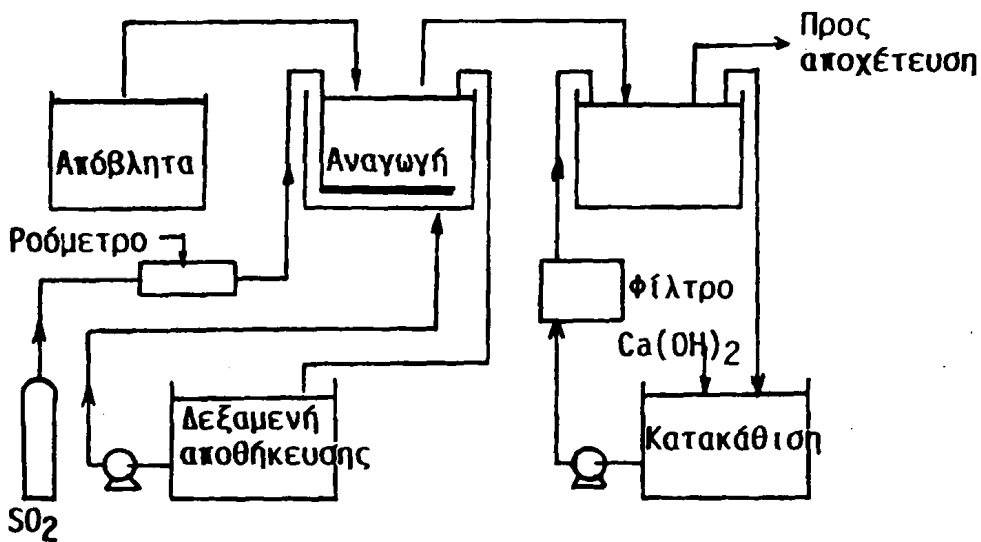 Προς
αποχέτευση
Απόβλητα
Αναγωγή
Ροόμετρο
Φίλτρο
Ca(OH)2
Δεξαμενή
αποθήκευσης
Κατακάθιση
SO2